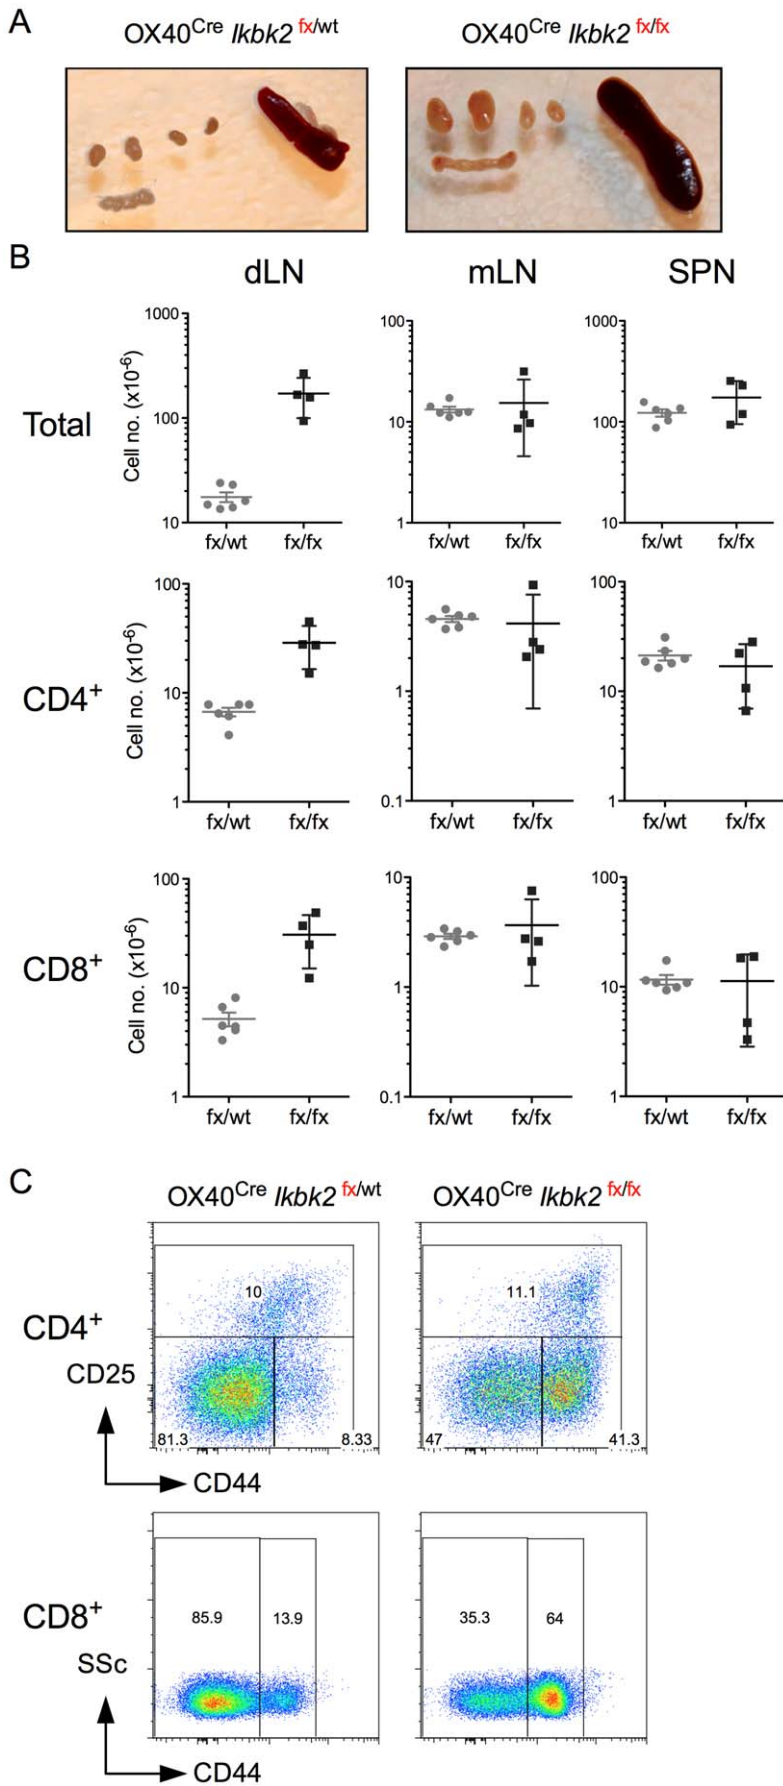 A
OX40Cre Ikbk2 fx/wt
OX40Cre Ikbk2 fx/fx
B
dLN
mLN
SPN
Total
Cell no. (x10-6)
1000
100
10
fx/wt
fx/fx
100
10
1
fx/wt
fx/fx
1000
100
10
fx/wt
fx/fx
CD4+
Cell no. (x10-6)
100
10
1
fx/wt
fx/fx
10
1
0.1
fx/wt
fx/fx
100
10
1
fx/wt
fx/fx
CD8+
Cell no. (x10-6)
100
10
1
fx/wt
fx/fx
10
1
0.1
fx/wt
fx/fx
100
10
1
fx/wt
fx/fx
C
OX40Cre Ikbk2 fx/wt
OX40Cre Ikbk2 fx/fx
CD4+
CD25
CD44
10
81.3
8.33
11.1
47
41.3
CD8+
SSc
CD44
85.9
13.9
35.3
64